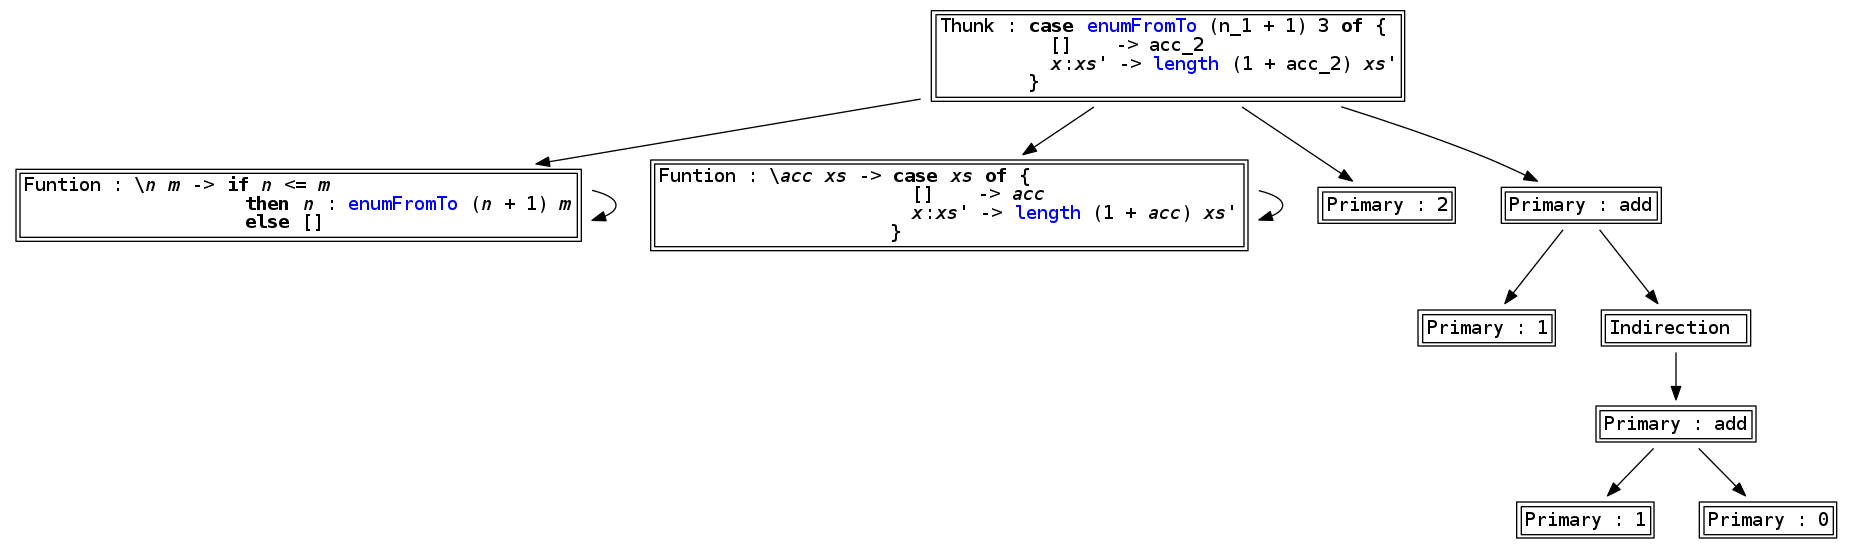 Thunk : case enumFromTo (n_1 + 1) 3 of {
[]    -> acc_2
x:xs' -> length (1 + acc_2) xs'
}
Funtion : \n m -> if n <= m
then n : enumFromTo (n + 1) m
else []
Funtion : \acc xs -> case xs of {
[]    -> acc
x:xs' -> length (1 + acc) xs'
}
Primary : 2
Primary : add
Primary : 1
Indirection
Primary : add
Primary : 1
Primary : 0